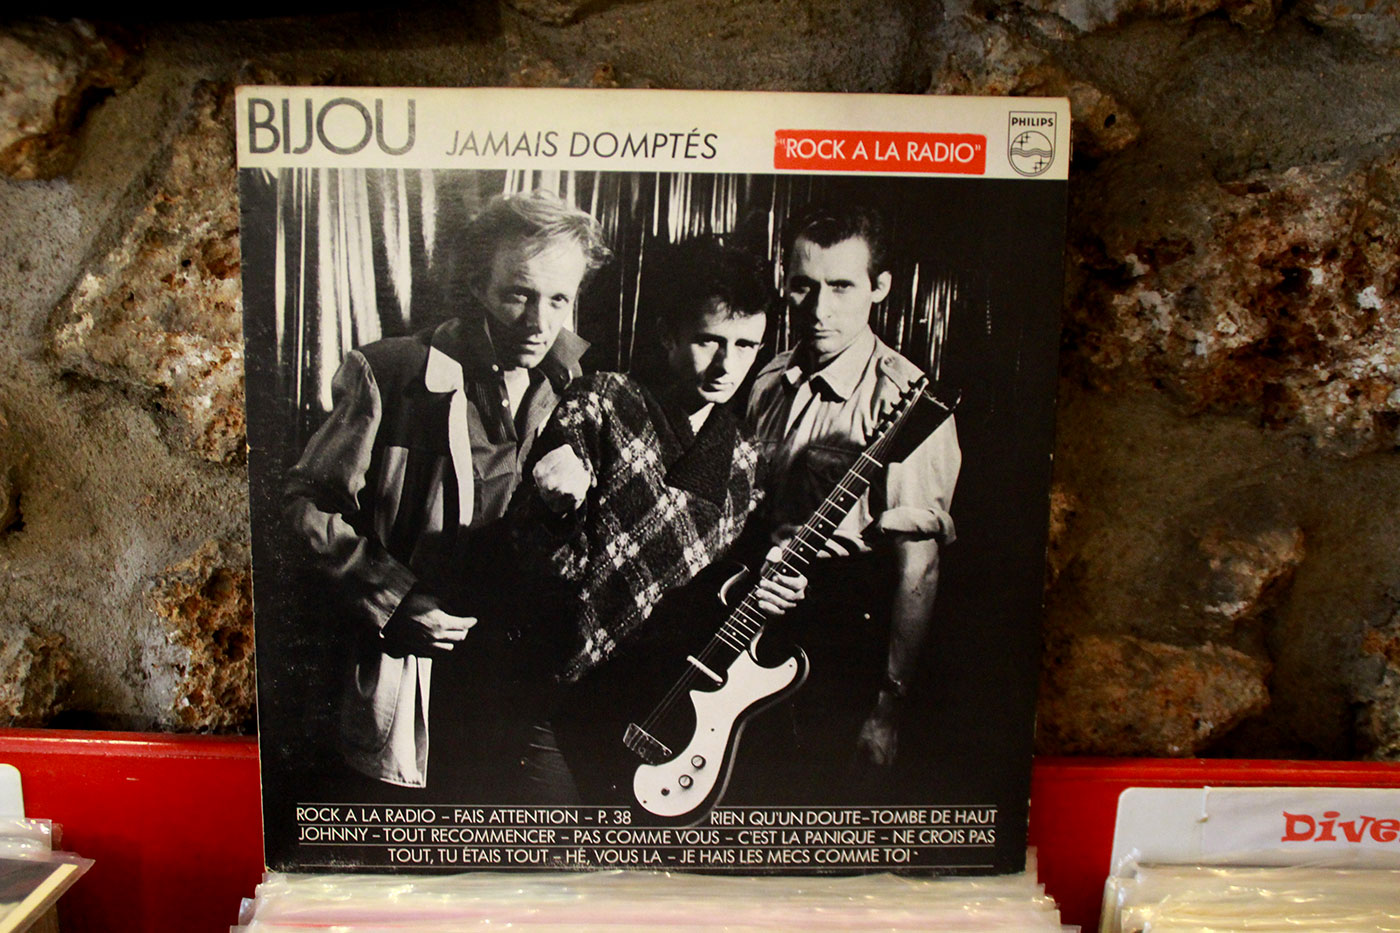 BIJOU JAMAIS DOMPTÉS "ROCK A LA RADIO" PHILIPS
ROCK A LA RADIO – FAIS ATTENTION – P. 38 RIEN QU'UN DOUTE–TOMBE DE HAUT
JOHNNY – TOUT RECOMMENCER – PAS COMME VOUS – C'EST LA PANIQUE – NE CROIS PAS
TOUT, TU ÉTAIS TOUT – HÉ, VOUS LA – JE HAIS LES MECS COMME TOI
Dive